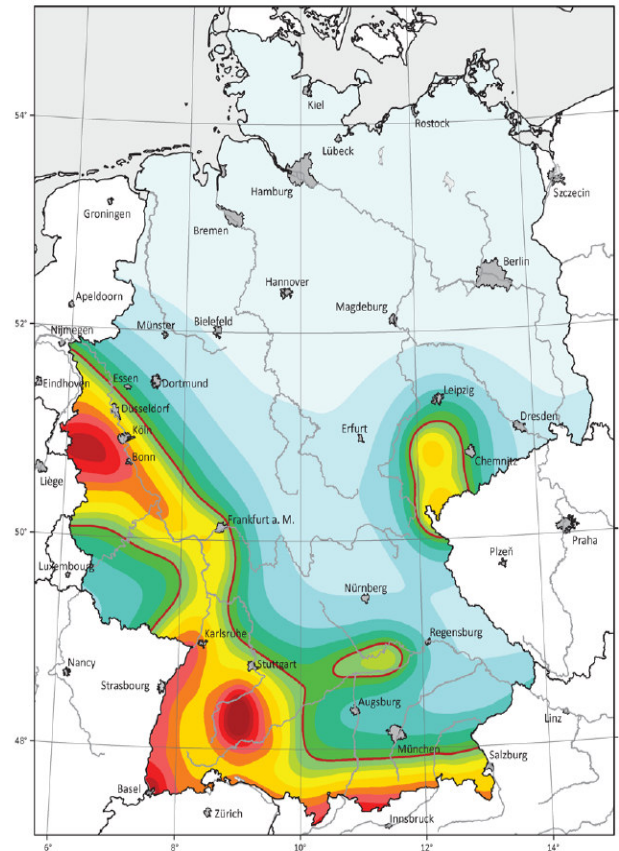 54°
Kiel
Rostock
Lübeck
Hamburg
Szczecin
Groningen
Bremen
Berlin
Apeldoorn
Hannover
Magdeburg
52°
Nijmegen
Münster
Bielefeld
Eindhoven
Essen
Dortmund
Leipzig
Düsseldorf
Dresden
Köln
Erfurt
Chemnitz
Bonn
Liège
50°
Frankfurt a. M.
Praha
Luxembourg
Plzeň
Nürnberg
Karlsruhe
Regensburg
Nancy
Stuttgart
Strasbourg
Augsburg
Linz
48°
München
Salzburg
Basel
Zürich
Innsbruck
6°
8°
10°
12°
14°